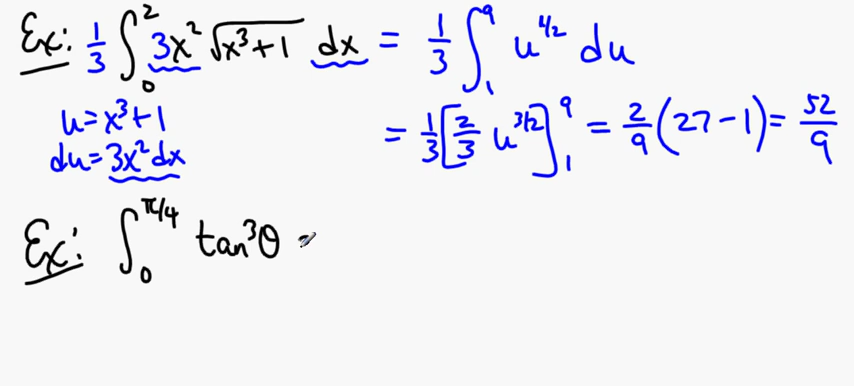 Ex: 1/3 ∫₀² 3x² √(x³+1) dx = 1/3 ∫₁⁹ u^(1/2) du
u = x³+1
du = 3x² dx
= 1/3 [2/3 u^(3/2)]₁⁹ = 2/9 (27 − 1) = 52/9
Ex: ∫₀^(π/4) tan³θ